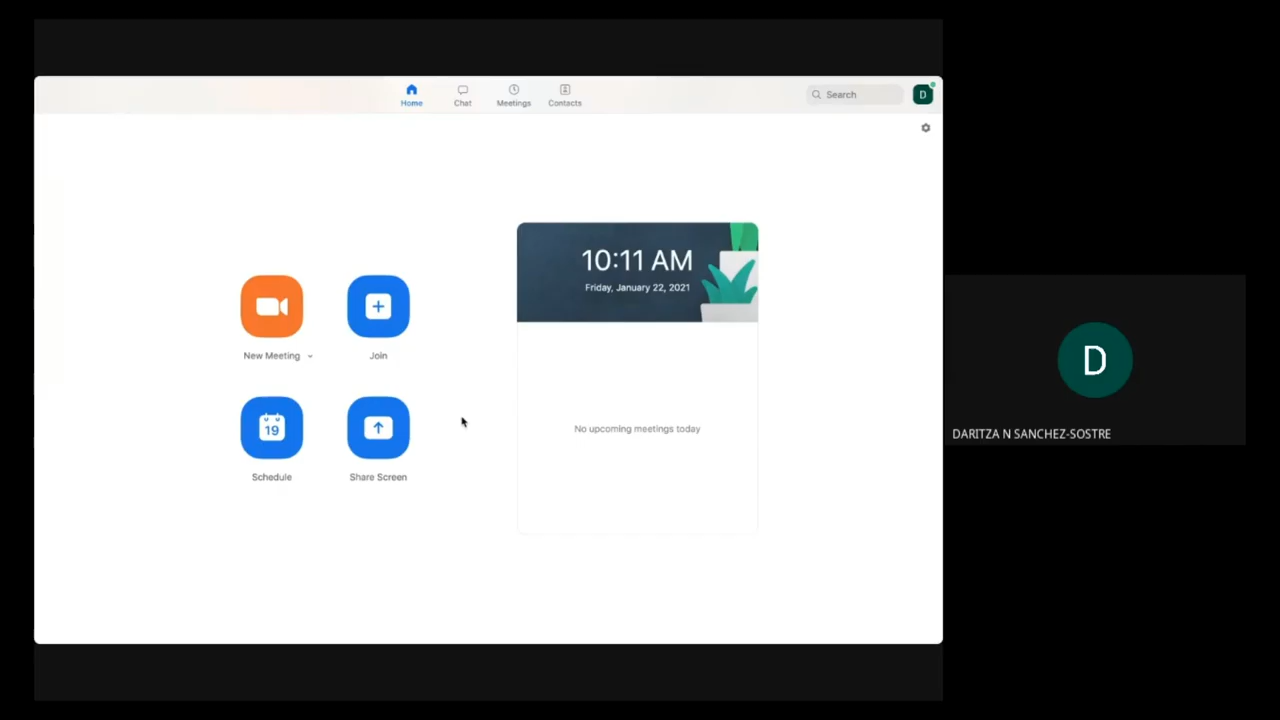 Home
Chat
Meetings
Contacts
Search
D
10:11 AM
Friday, January 22, 2021
New Meeting
Join
19
Schedule
Share Screen
No upcoming meetings today
D
DARITZA N SANCHEZ-SOSTRE